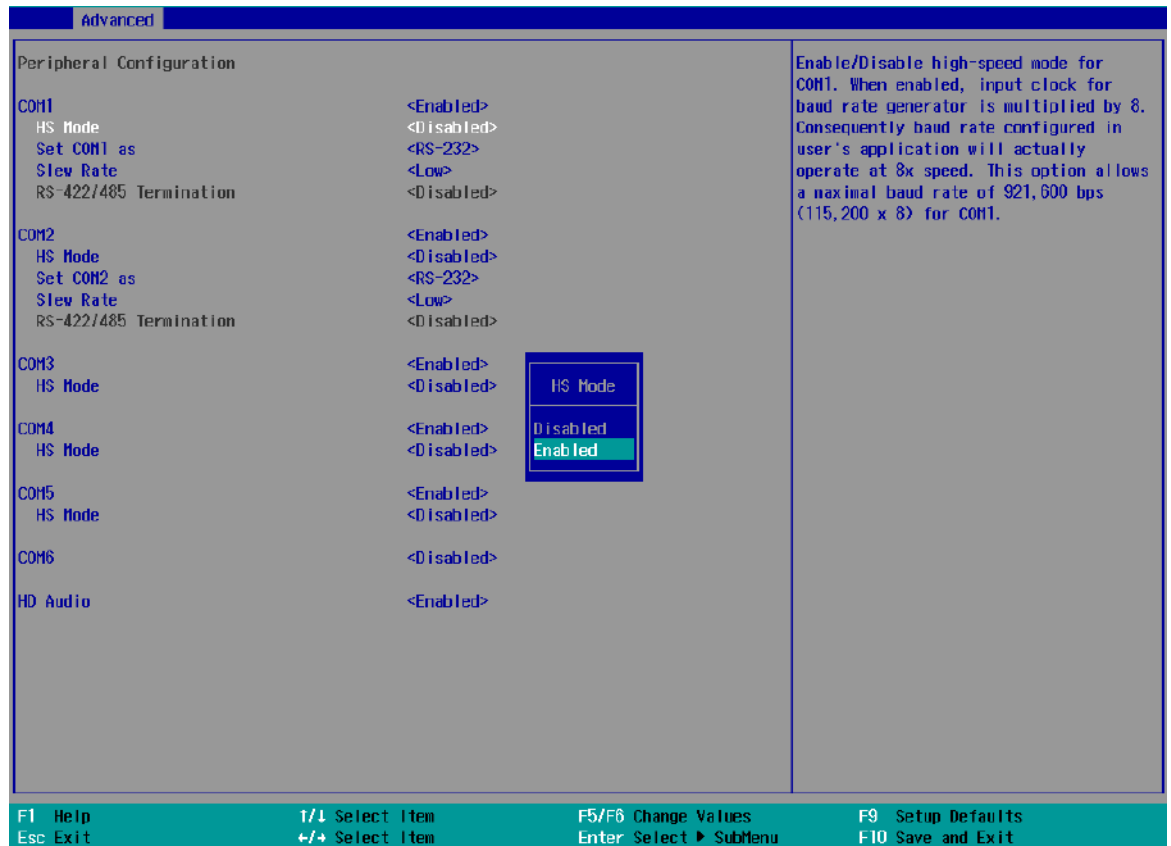 Advanced
Peripheral Configuration
COM1 <Enabled>
HS Mode <Disabled>
Set COM1 as <RS-232>
Slew Rate <Low>
RS-422/485 Termination <Disabled>
COM2 <Enabled>
HS Mode <Disabled>
Set COM2 as <RS-232>
Slew Rate <Low>
RS-422/485 Termination <Disabled>
COM3 <Enabled>
HS Mode <Disabled>
COM4 <Enabled>
HS Mode <Disabled>
COM5 <Enabled>
HS Mode <Disabled>
COM6 <Disabled>
HD Audio <Enabled>
HS Mode
Disabled
Enabled
Enable/Disable high-speed mode for
COM1. When enabled, input clock for
baud rate generator is multiplied by 8.
Consequently baud rate configured in
user's application will actually
operate at 8x speed. This option allows
a maximal baud rate of 921,600 bps
(115,200 x 8) for COM1.
F1 Help ↑/↓ Select Item F5/F6 Change Values F9 Setup Defaults
Esc Exit ←/→ Select Item Enter Select ▶ SubMenu F10 Save and Exit